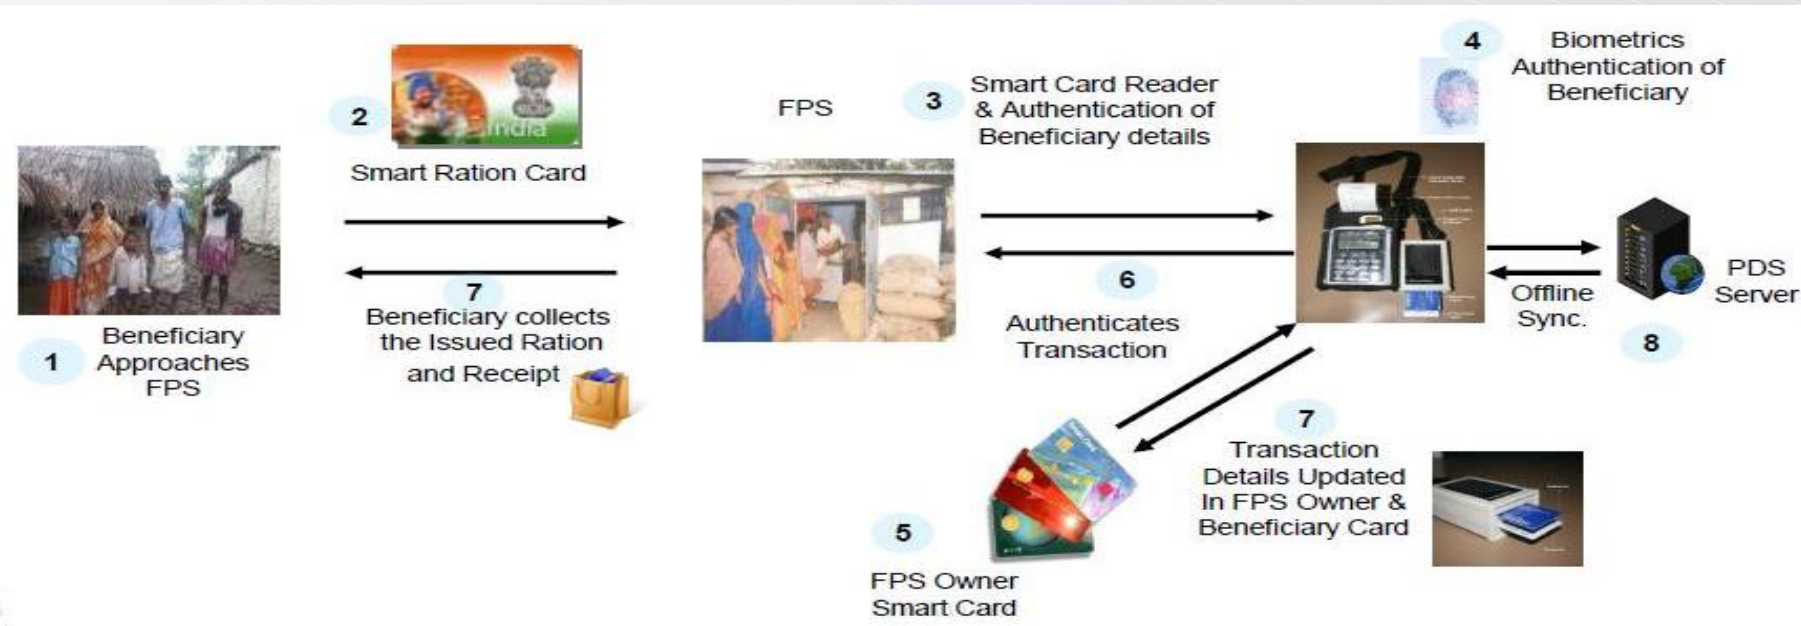 4
Biometrics
Authentication of
Beneficiary
2
India
Smart Ration Card
FPS
3
Smart Card Reader
& Authentication of
Beneficiary details
1
Beneficiary
Approaches
FPS
7
Beneficiary collects
the Issued Ration
and Receipt
6
Authenticates
Transaction
Offline
Sync.
PDS
Server
8
5
FPS Owner
Smart Card
7
Transaction
Details Updated
In FPS Owner &
Beneficiary Card